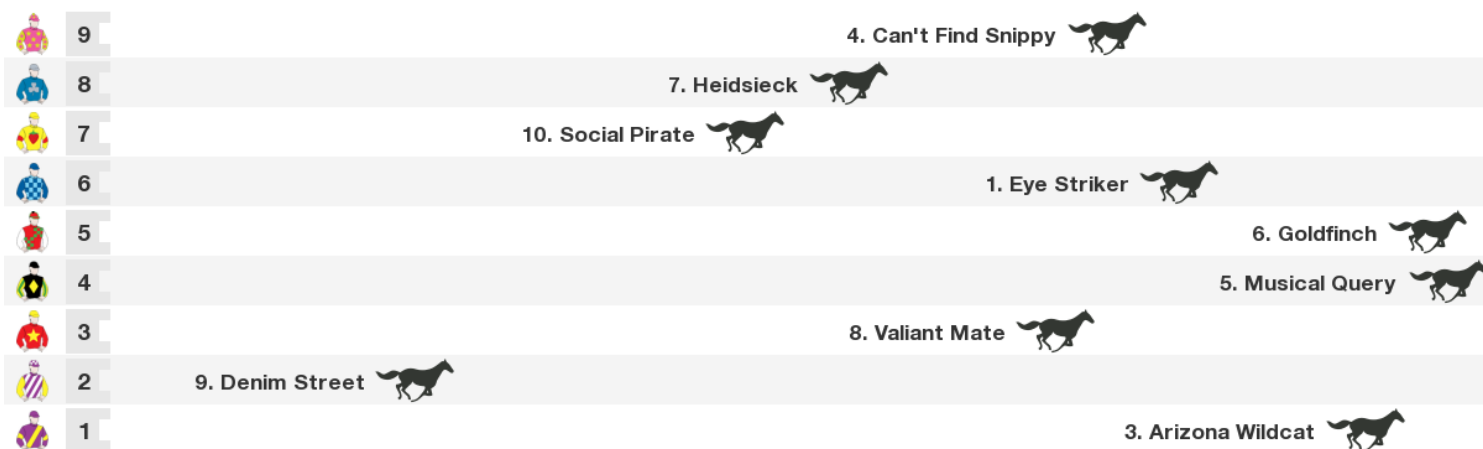 9 4. Can't Find Snippy
8 7. Heidsieck
7 10. Social Pirate
6 1. Eye Striker
5 6. Goldfinch
4 5. Musical Query
3 8. Valiant Mate
2 9. Denim Street
1 3. Arizona Wildcat